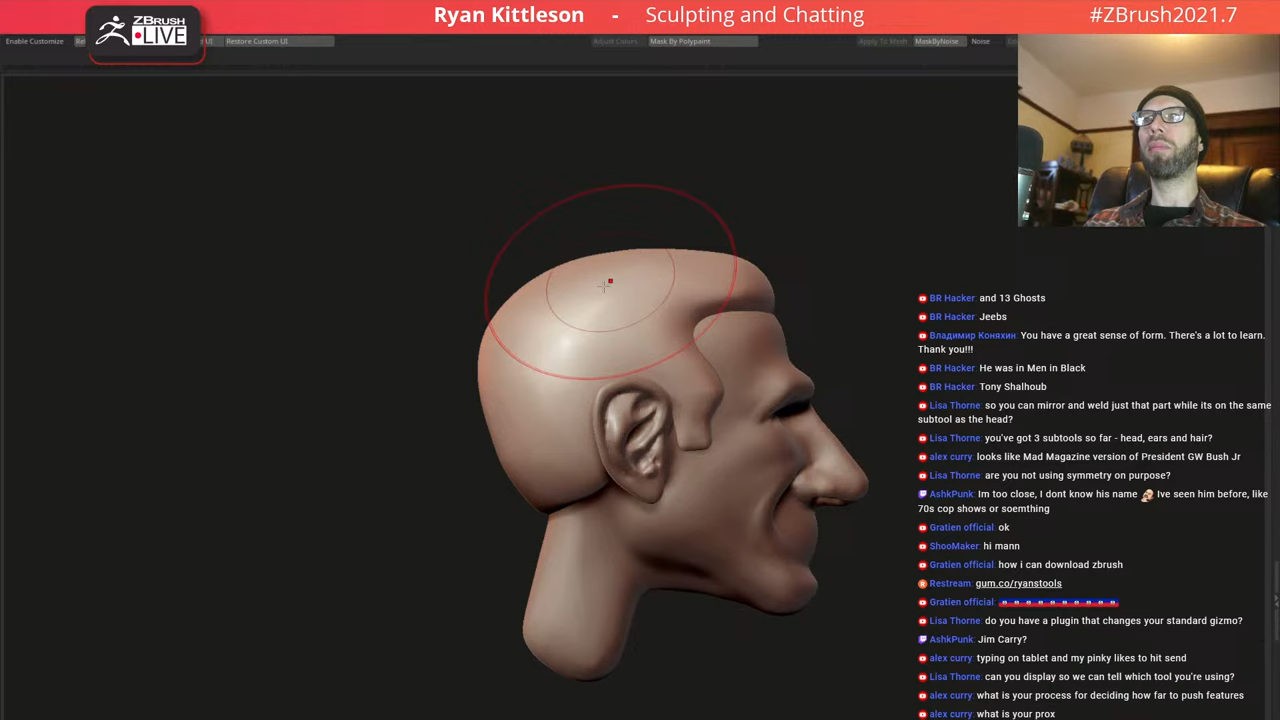 Ryan Kittleson - Sculpting and Chatting #ZBrush2021.7
ZBRUSH
LIVE
Enable Customize
UI
Restore Custom UI
Adjust Colors
Mask By Polypaint
Apply To Mesh
MaskByNoise
Noise
BR Hacker: and 13 Ghosts
BR Hacker: Jeebs
Владимир Коняхин: You have a great sense of form. There's a lot to learn.
Thank you!!!
BR Hacker: He was in Men in Black
BR Hacker: Tony Shalhoub
Lisa Thorne: so you can mirror and weld just that part while its on the same
subtool as the head?
Lisa Thorne: you've got 3 subtools so far - head, ears and hair?
alex curry: looks like Mad Magazine version of President GW Bush Jr
Lisa Thorne: are you not using symmetry on purpose?
AshkPunk: Im too close, I dont know his name Ive seen him before, like
70s cop shows or soemthing
Gratien official: ok
ShooMaker: hi mann
Gratien official: how i can download zbrush
Restream: gum.co/ryanstools
Gratien official:
Lisa Thorne: do you have a plugin that changes your standard gizmo?
AshkPunk: Jim Carry?
alex curry: typing on tablet and my pinky likes to hit send
Lisa Thorne: can you display so we can tell which tool you're using?
alex curry: what is your process for deciding how far to push features
alex curry: what is your prox